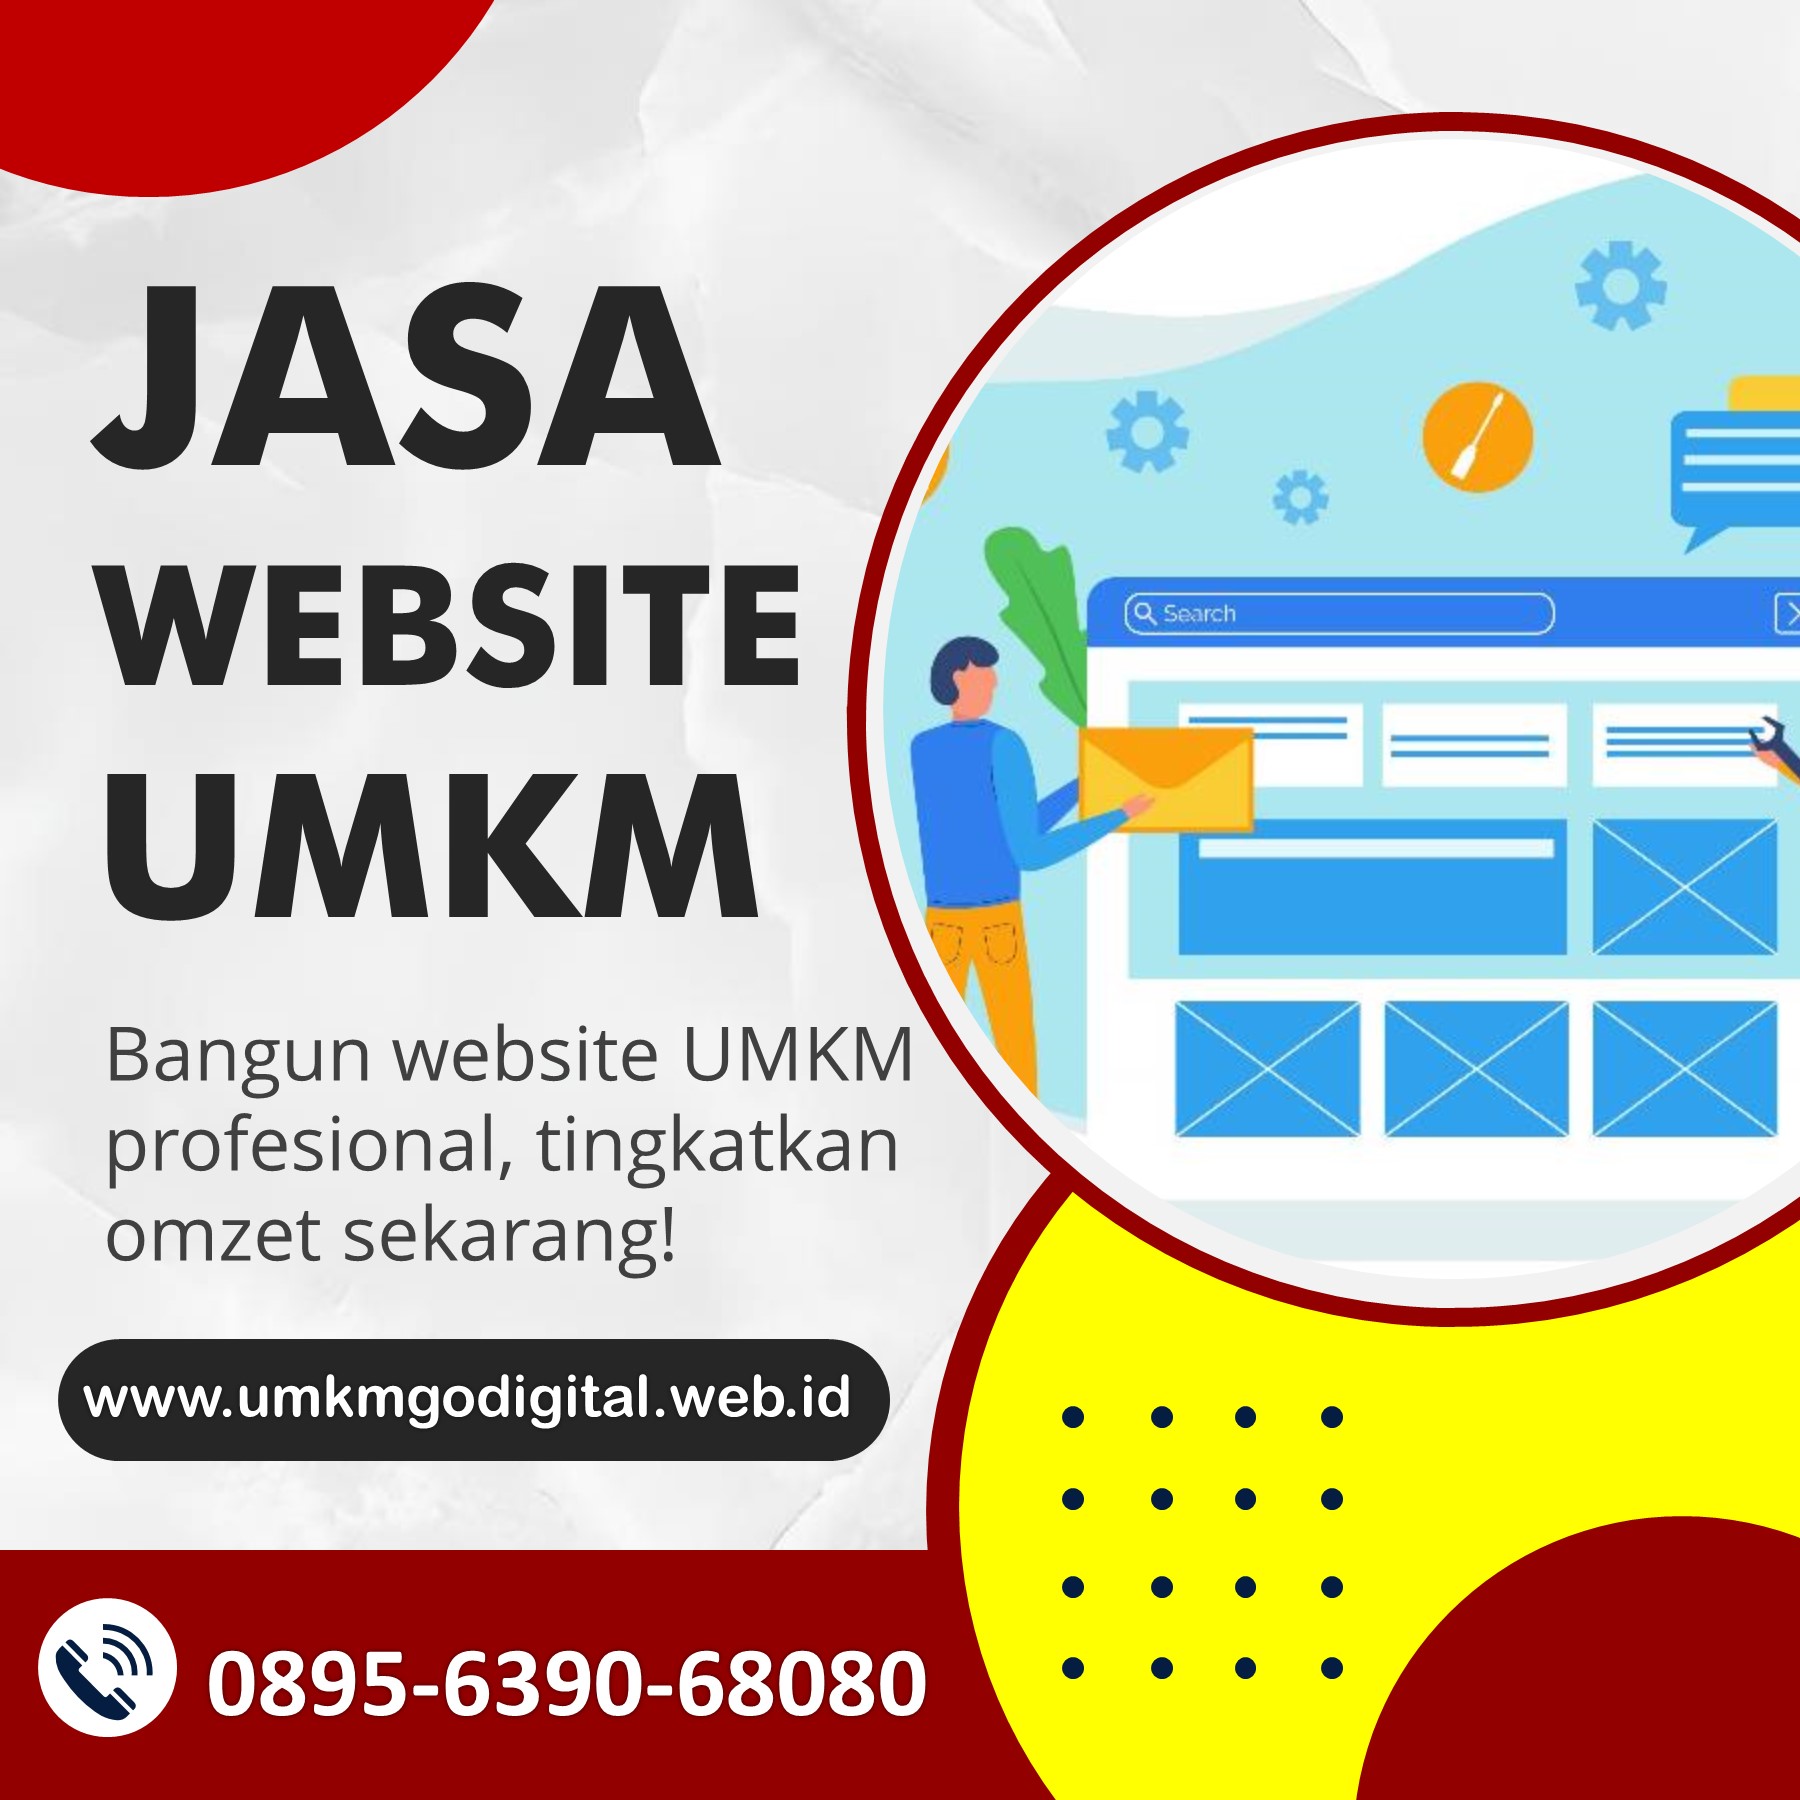 JASA
WEBSITE
UMKM
Search
Bangun website UMKM
profesional, tingkatkan
omzet sekarang!
www.umkmgodigital.web.id
0895-6390-68080